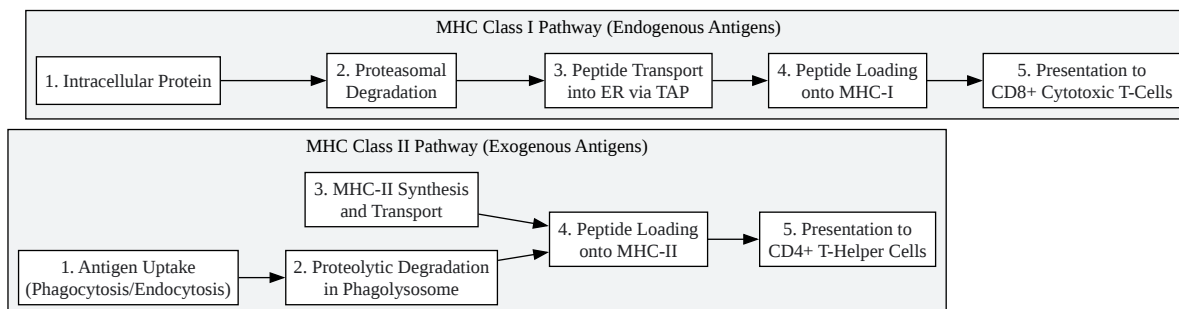 MHC Class I Pathway (Endogenous Antigens)
1. Intracellular Protein
2. Proteasomal
Degradation
3. Peptide Transport
into ER via TAP
4. Peptide Loading
onto MHC-I
5. Presentation to
CD8+ Cytotoxic T-Cells
MHC Class II Pathway (Exogenous Antigens)
1. Antigen Uptake
(Phagocytosis/Endocytosis)
2. Proteolytic Degradation
in Phagolysosome
3. MHC-II Synthesis
and Transport
4. Peptide Loading
onto MHC-II
5. Presentation to
CD4+ T-Helper Cells